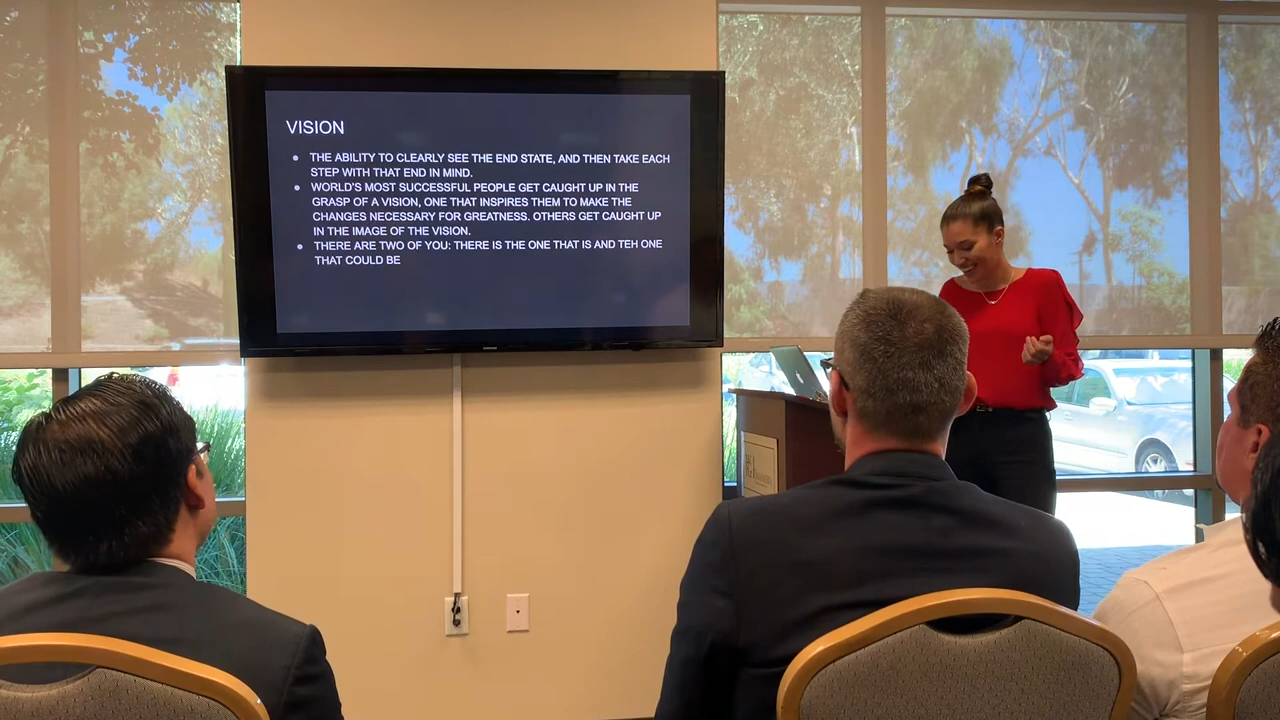 VISION
● THE ABILITY TO CLEARLY SEE THE END STATE, AND THEN TAKE EACH
STEP WITH THAT END IN MIND.
● WORLD'S MOST SUCCESSFUL PEOPLE GET CAUGHT UP IN THE
GRASP OF A VISION, ONE THAT INSPIRES THEM TO MAKE THE
CHANGES NECESSARY FOR GREATNESS. OTHERS GET CAUGHT UP
IN THE IMAGE OF THE VISION.
● THERE ARE TWO OF YOU: THERE IS THE ONE THAT IS AND TEH ONE
THAT COULD BE